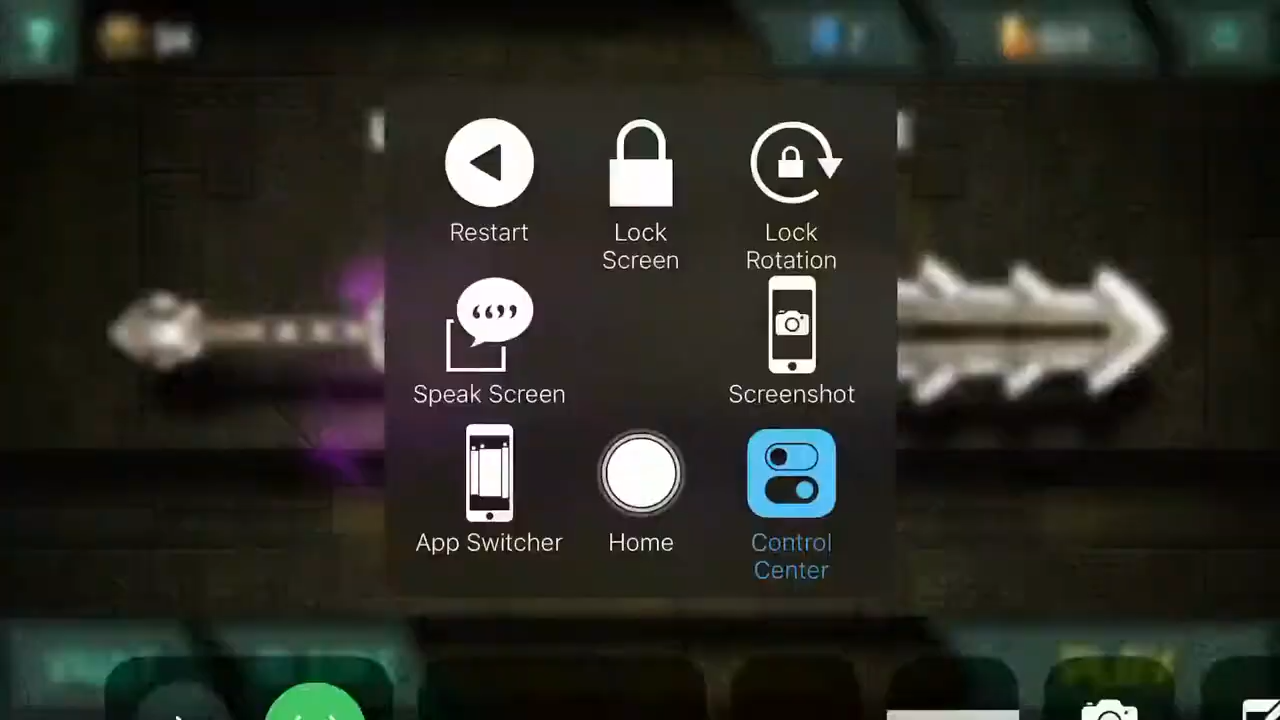 Restart
Lock
Screen
Lock
Rotation
Speak Screen
Screenshot
App Switcher
Home
Control
Center